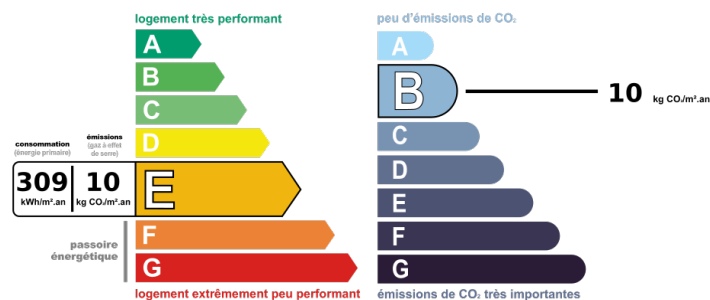 logement très performant
A
B
C
D
consommation
(énergie primaire)
émissions
(gaz à effet
de serre)
309
kWh/m².an
10
kg CO₂/m².an
E
F
G
passoire
énergétique
logement extrêmement peu performant
peu d'émissions de CO₂
A
B
10
kg CO₂/m².an
C
D
E
F
G
émissions de CO₂ très importantes